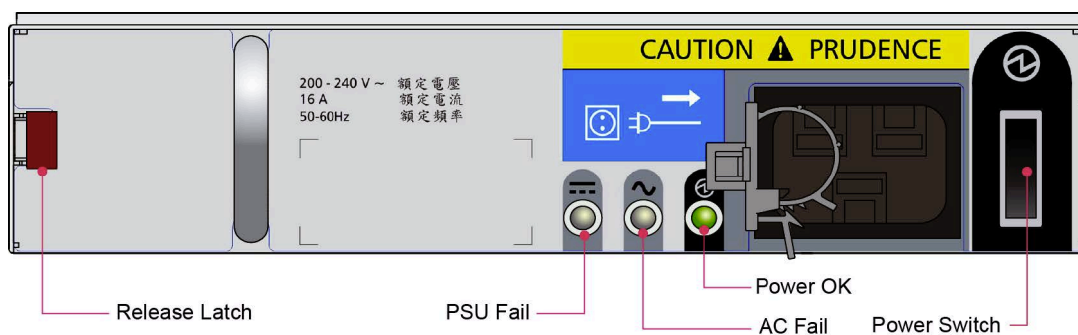 CAUTION ⚠ PRUDENCE
200 - 240 V ~ 額定電壓
16 A 額定電流
50-60Hz 額定頻率
Release Latch
PSU Fail
Power OK
AC Fail
Power Switch